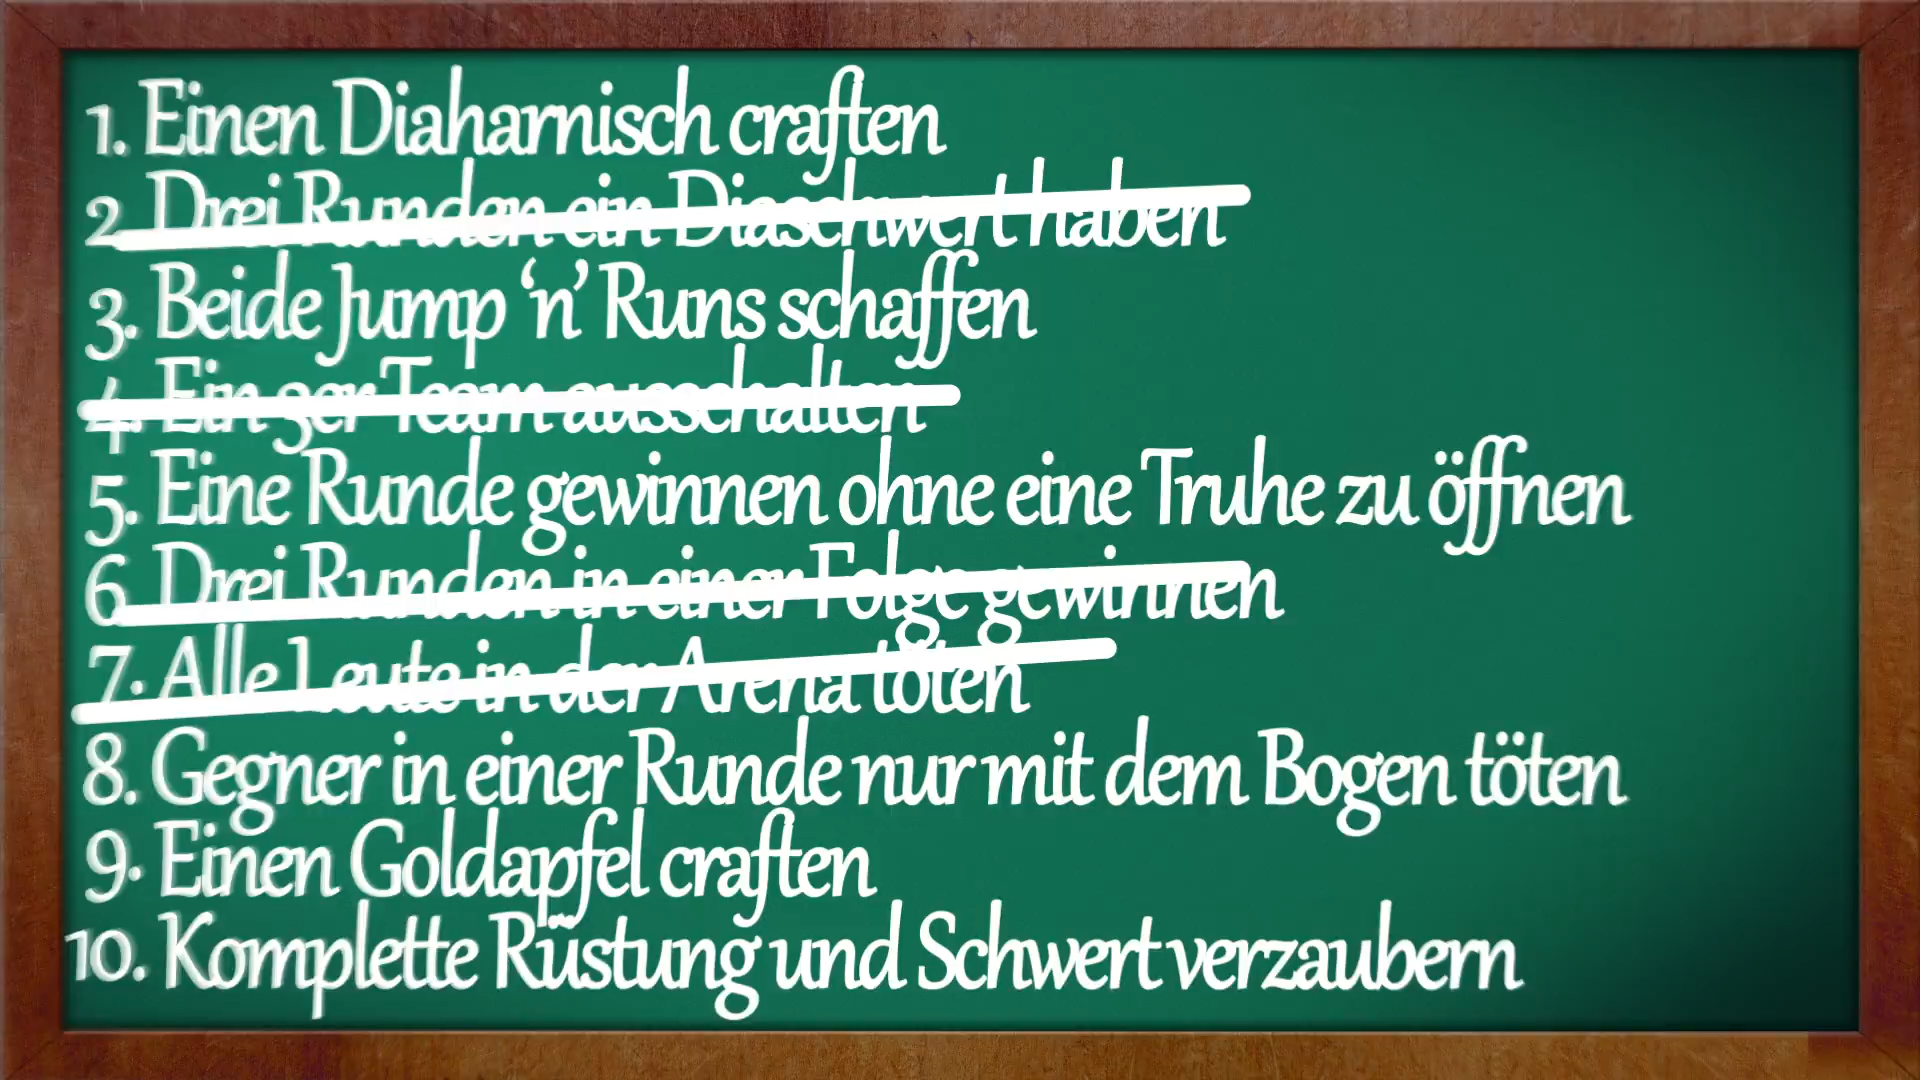 1. Einen Diaharnisch craften
2. Drei Runden ein Diaschwert haben
3. Beide Jump ‘n’ Runs schaffen
4. Ein 3er Team ausschalten
5. Eine Runde gewinnen ohne eine Truhe zu öffnen
6. Drei Runden in einer Folge gewinnen
7. Alle Leute in der Arena töten
8. Gegner in einer Runde nur mit dem Bogen töten
9. Einen Goldapfel craften
10. Komplette Rüstung und Schwert verzaubern